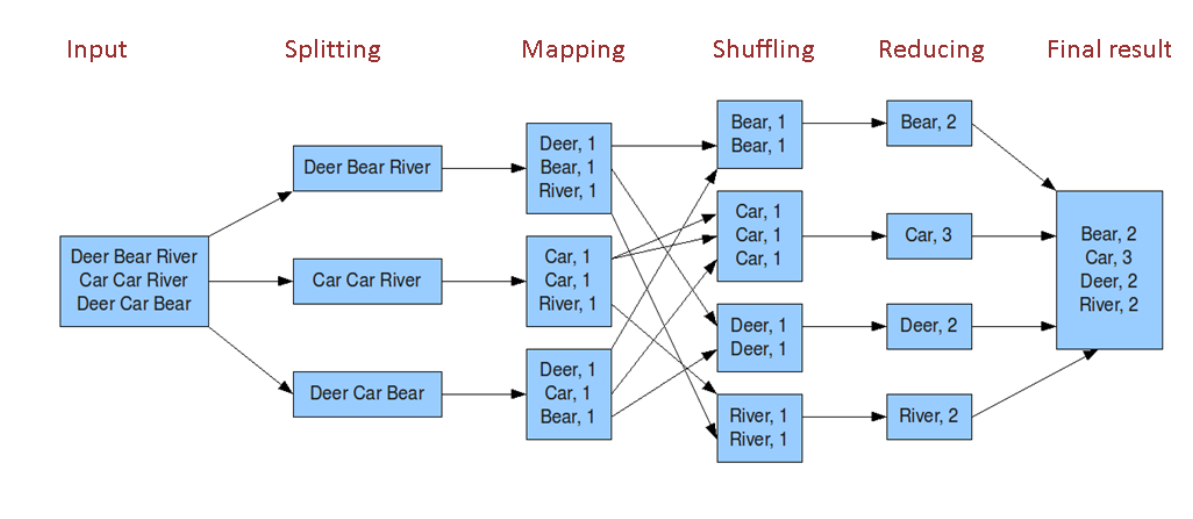 Input
Splitting
Mapping
Shuffling
Reducing
Final result
Deer Bear River
Car Car River
Deer Car Bear
Deer Bear River
Car Car River
Deer Car Bear
Deer, 1
Bear, 1
River, 1
Car, 1
Car, 1
River, 1
Deer, 1
Car, 1
Bear, 1
Bear, 1
Bear, 1
Car, 1
Car, 1
Car, 1
Deer, 1
Deer, 1
River, 1
River, 1
Bear, 2
Car, 3
Deer, 2
River, 2
Bear, 2
Car, 3
Deer, 2
River, 2